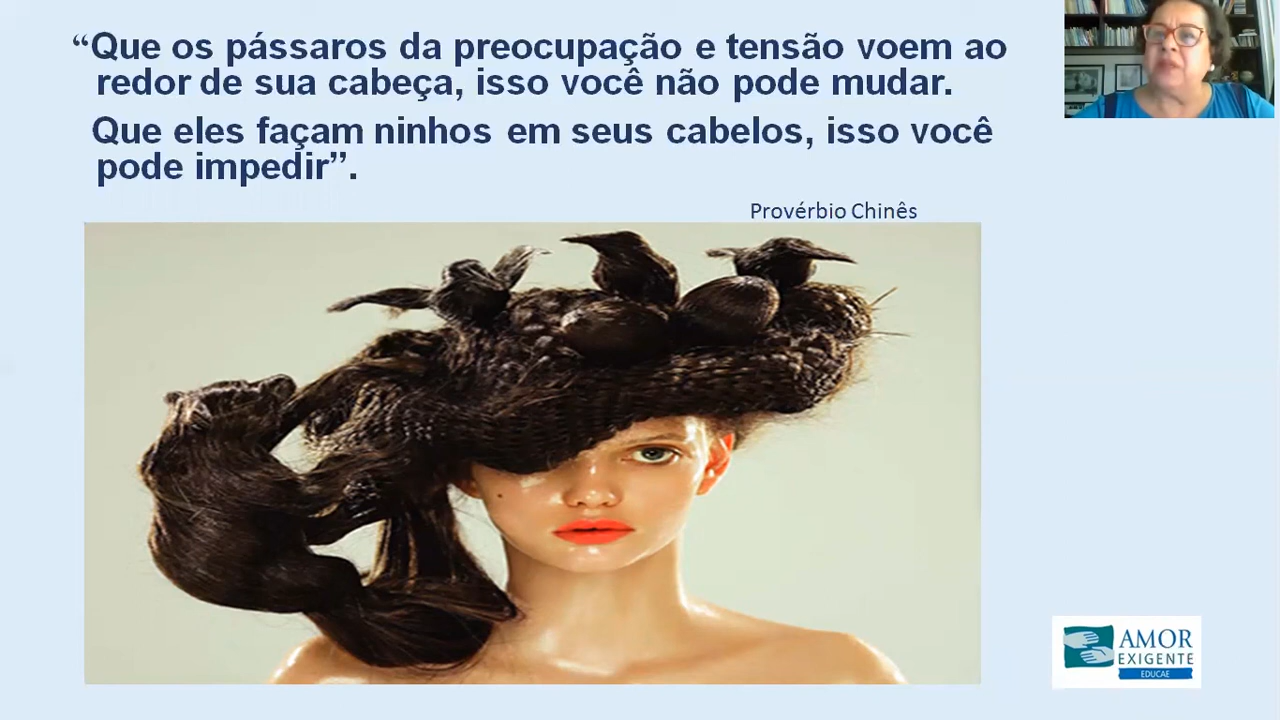 “Que os pássaros da preocupação e tensão voem ao
redor de sua cabeça, isso você não pode mudar.
Que eles façam ninhos em seus cabelos, isso você
pode impedir”.
Provérbio Chinês
AMOR
EXIGENTE
EDUCAE